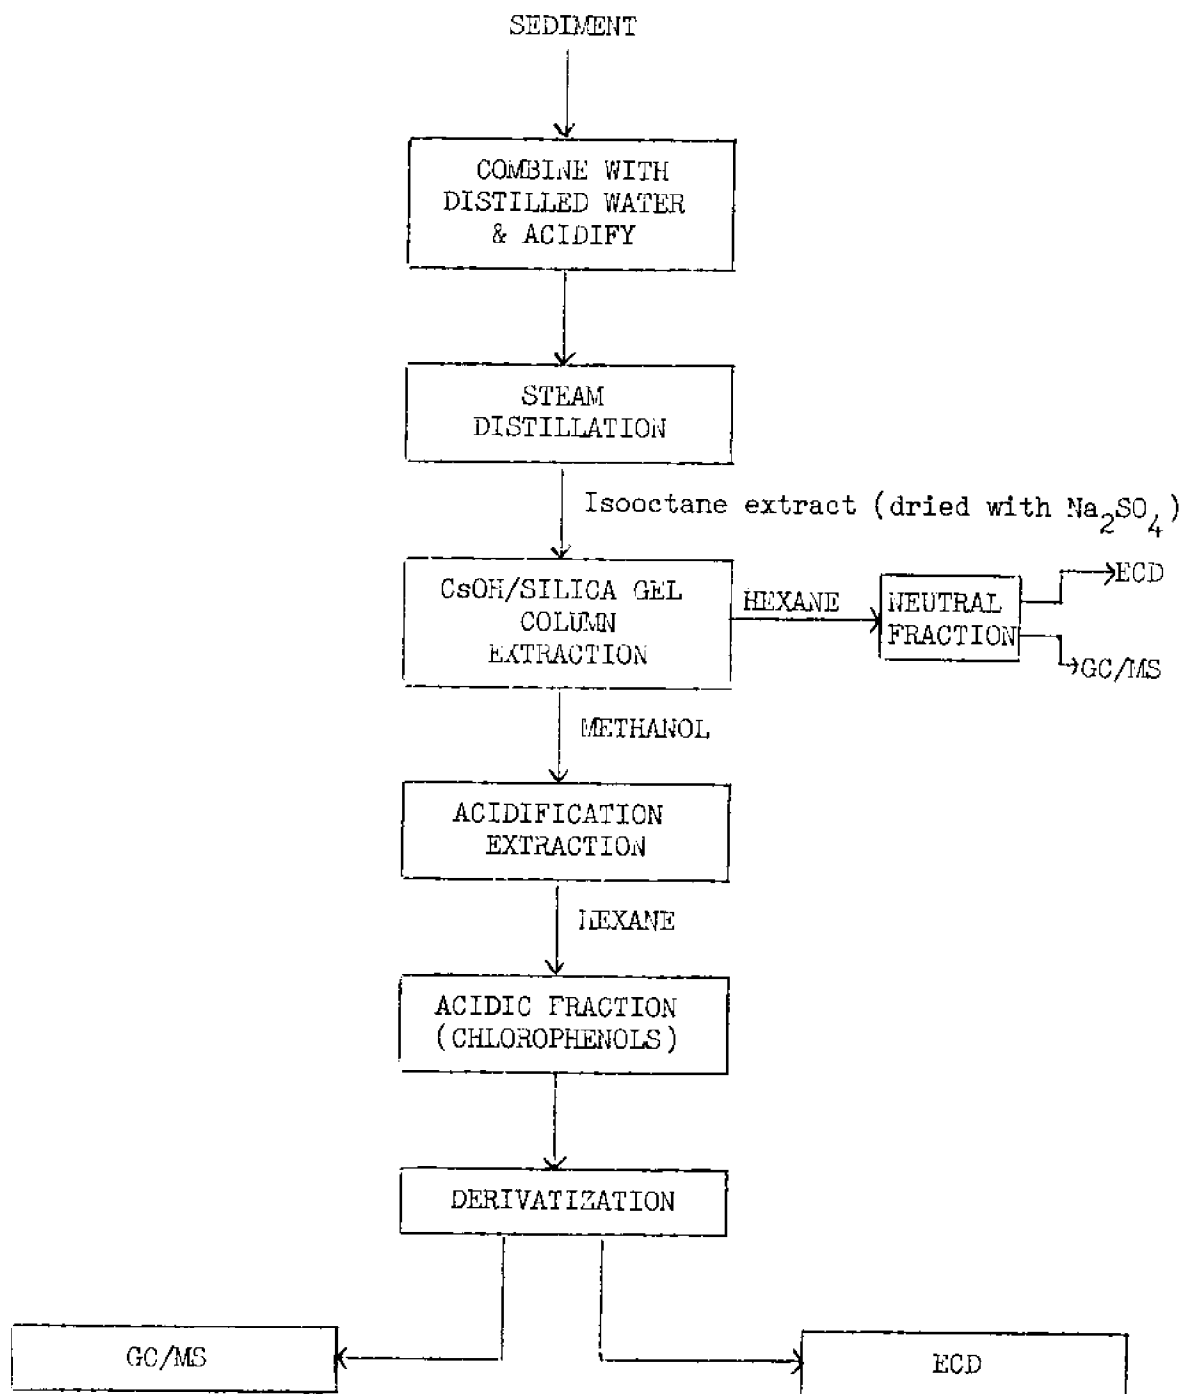 SEDIMENT
COMBINE WITH
DISTILLED WATER
& ACIDIFY
STEAM
DISTILLATION
Isooctane extract (dried with Na₂SO₄)
CsOH/SILICA GEL
COLUMN
EXTRACTION
HEXANE
NEUTRAL
FRACTION
ECD
GC/MS
METHANOL
ACIDIFICATION
EXTRACTION
HEXANE
ACIDIC FRACTION
(CHLOROPHENOLS)
DERIVATIZATION
GC/MS
ECD